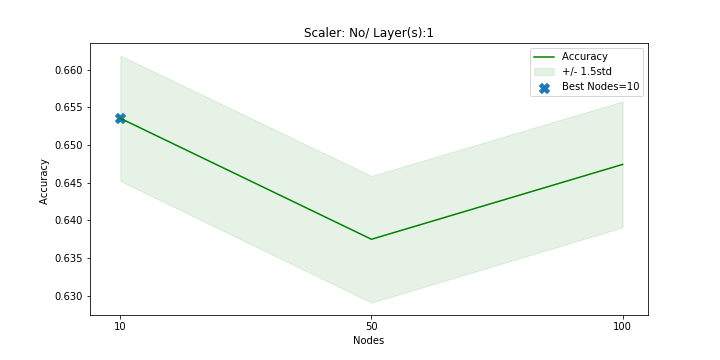 Scaler: No/ Layer(s):1
Accuracy
+/- 1.5std
Best Nodes=10
0.660
0.655
0.650
0.645
0.640
0.635
0.630
Accuracy
10
50
100
Nodes